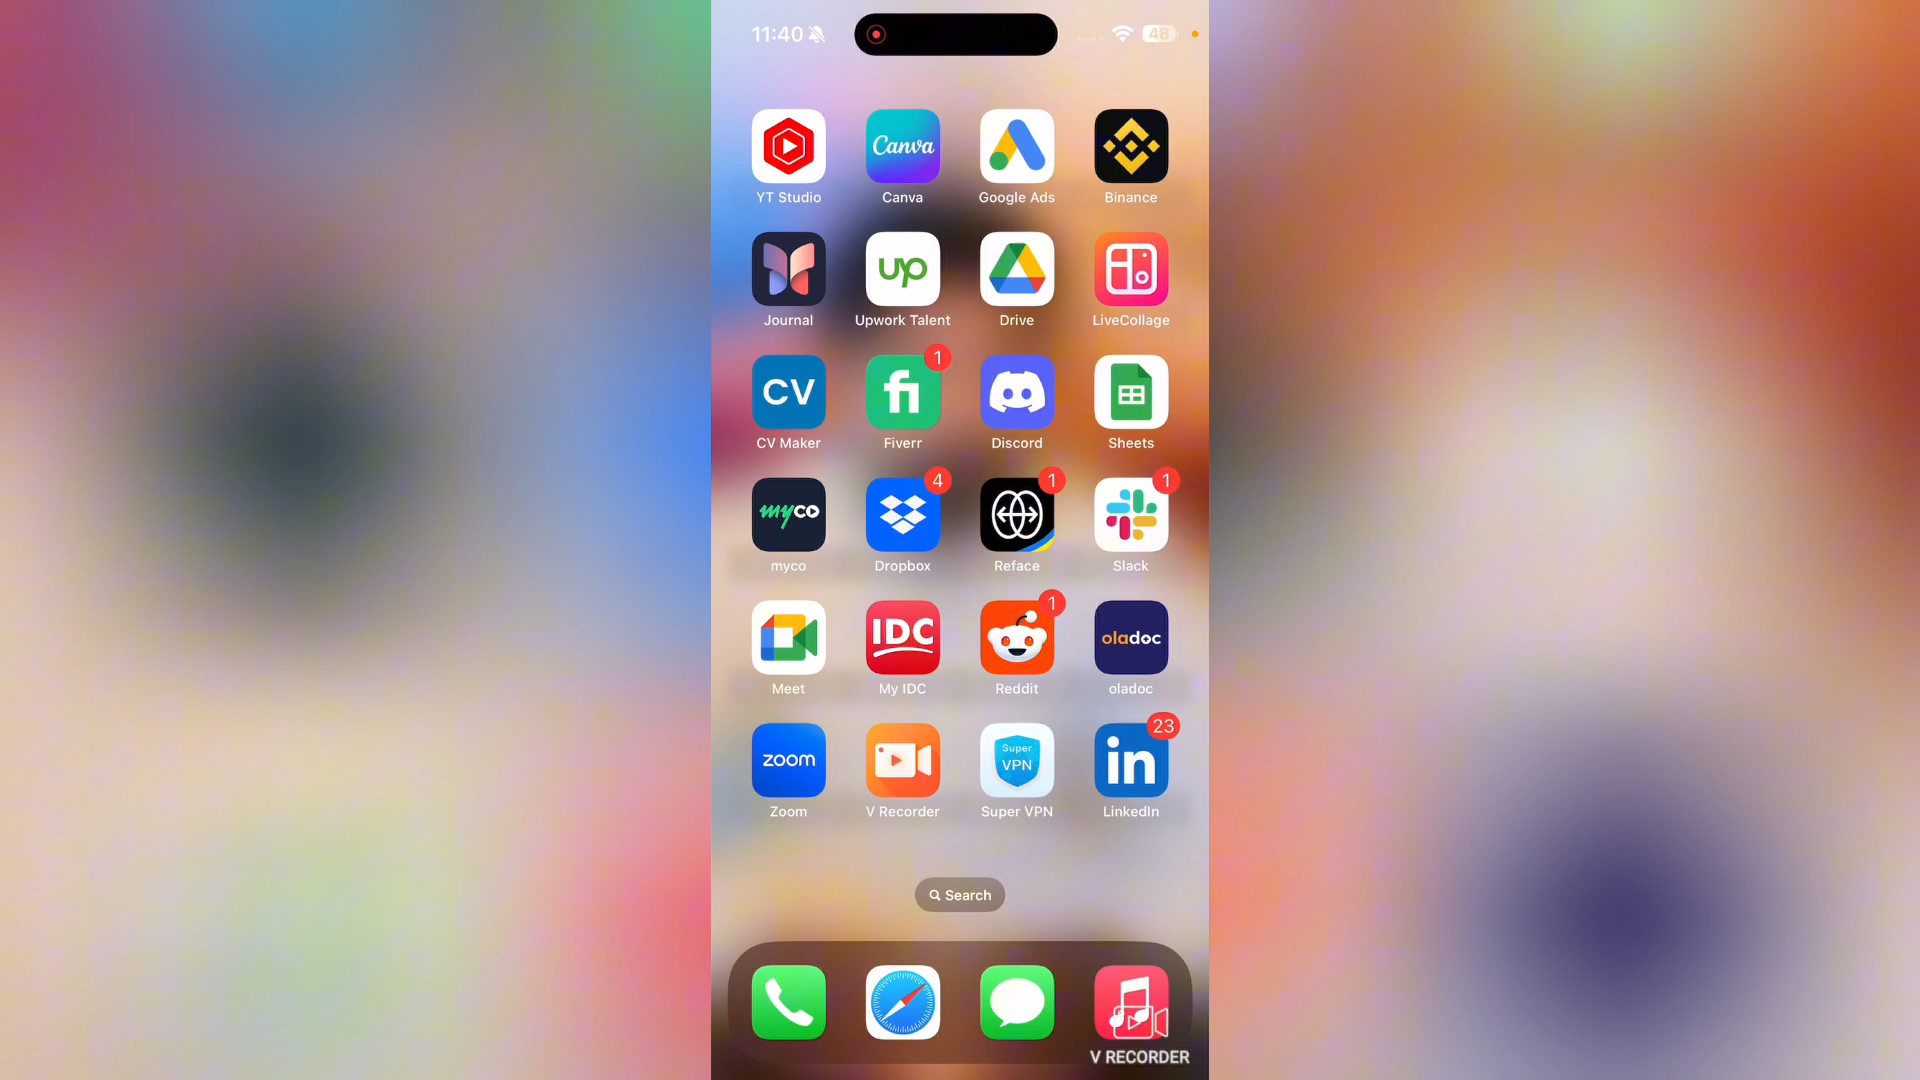 11:40 48
YT Studio Canva Google Ads Binance
Canva
up
Journal Upwork Talent Drive LiveCollage
CV fi 1
CV Maker Fiverr Discord Sheets
4 1 1
myco
myco Dropbox Reface Slack
1
IDC oladoc
Meet My IDC Reddit oladoc
23
zoom Super VPN in
Zoom V Recorder Super VPN LinkedIn
Search
V RECORDER